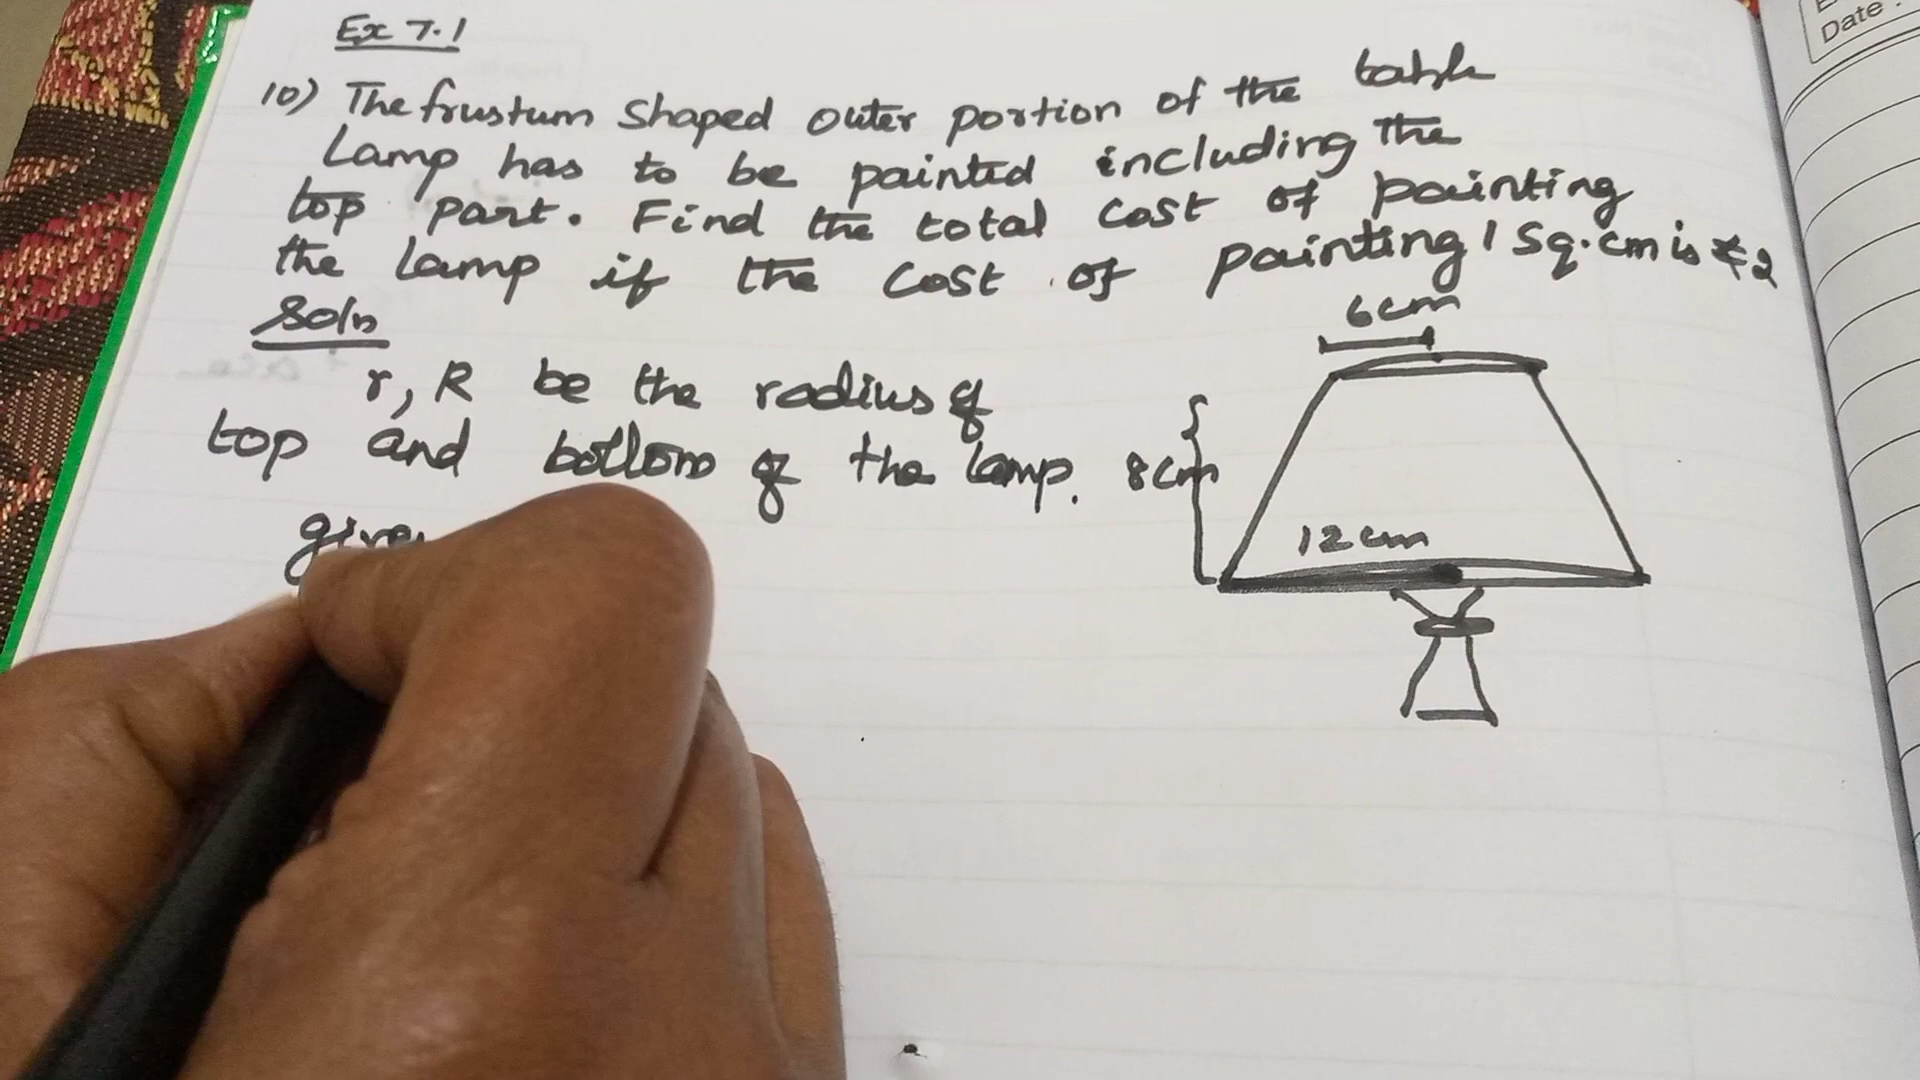 Ex 7.1
10) The frustum shaped outer portion of the table
Lamp has to be painted including the
top part. Find the total cost of painting
the lamp if the cost of painting 1 Sq.cm is ₹2
Soln
6cm
r, R be the radius of
top and bottom of the lamp.
8cm
12cm
Date